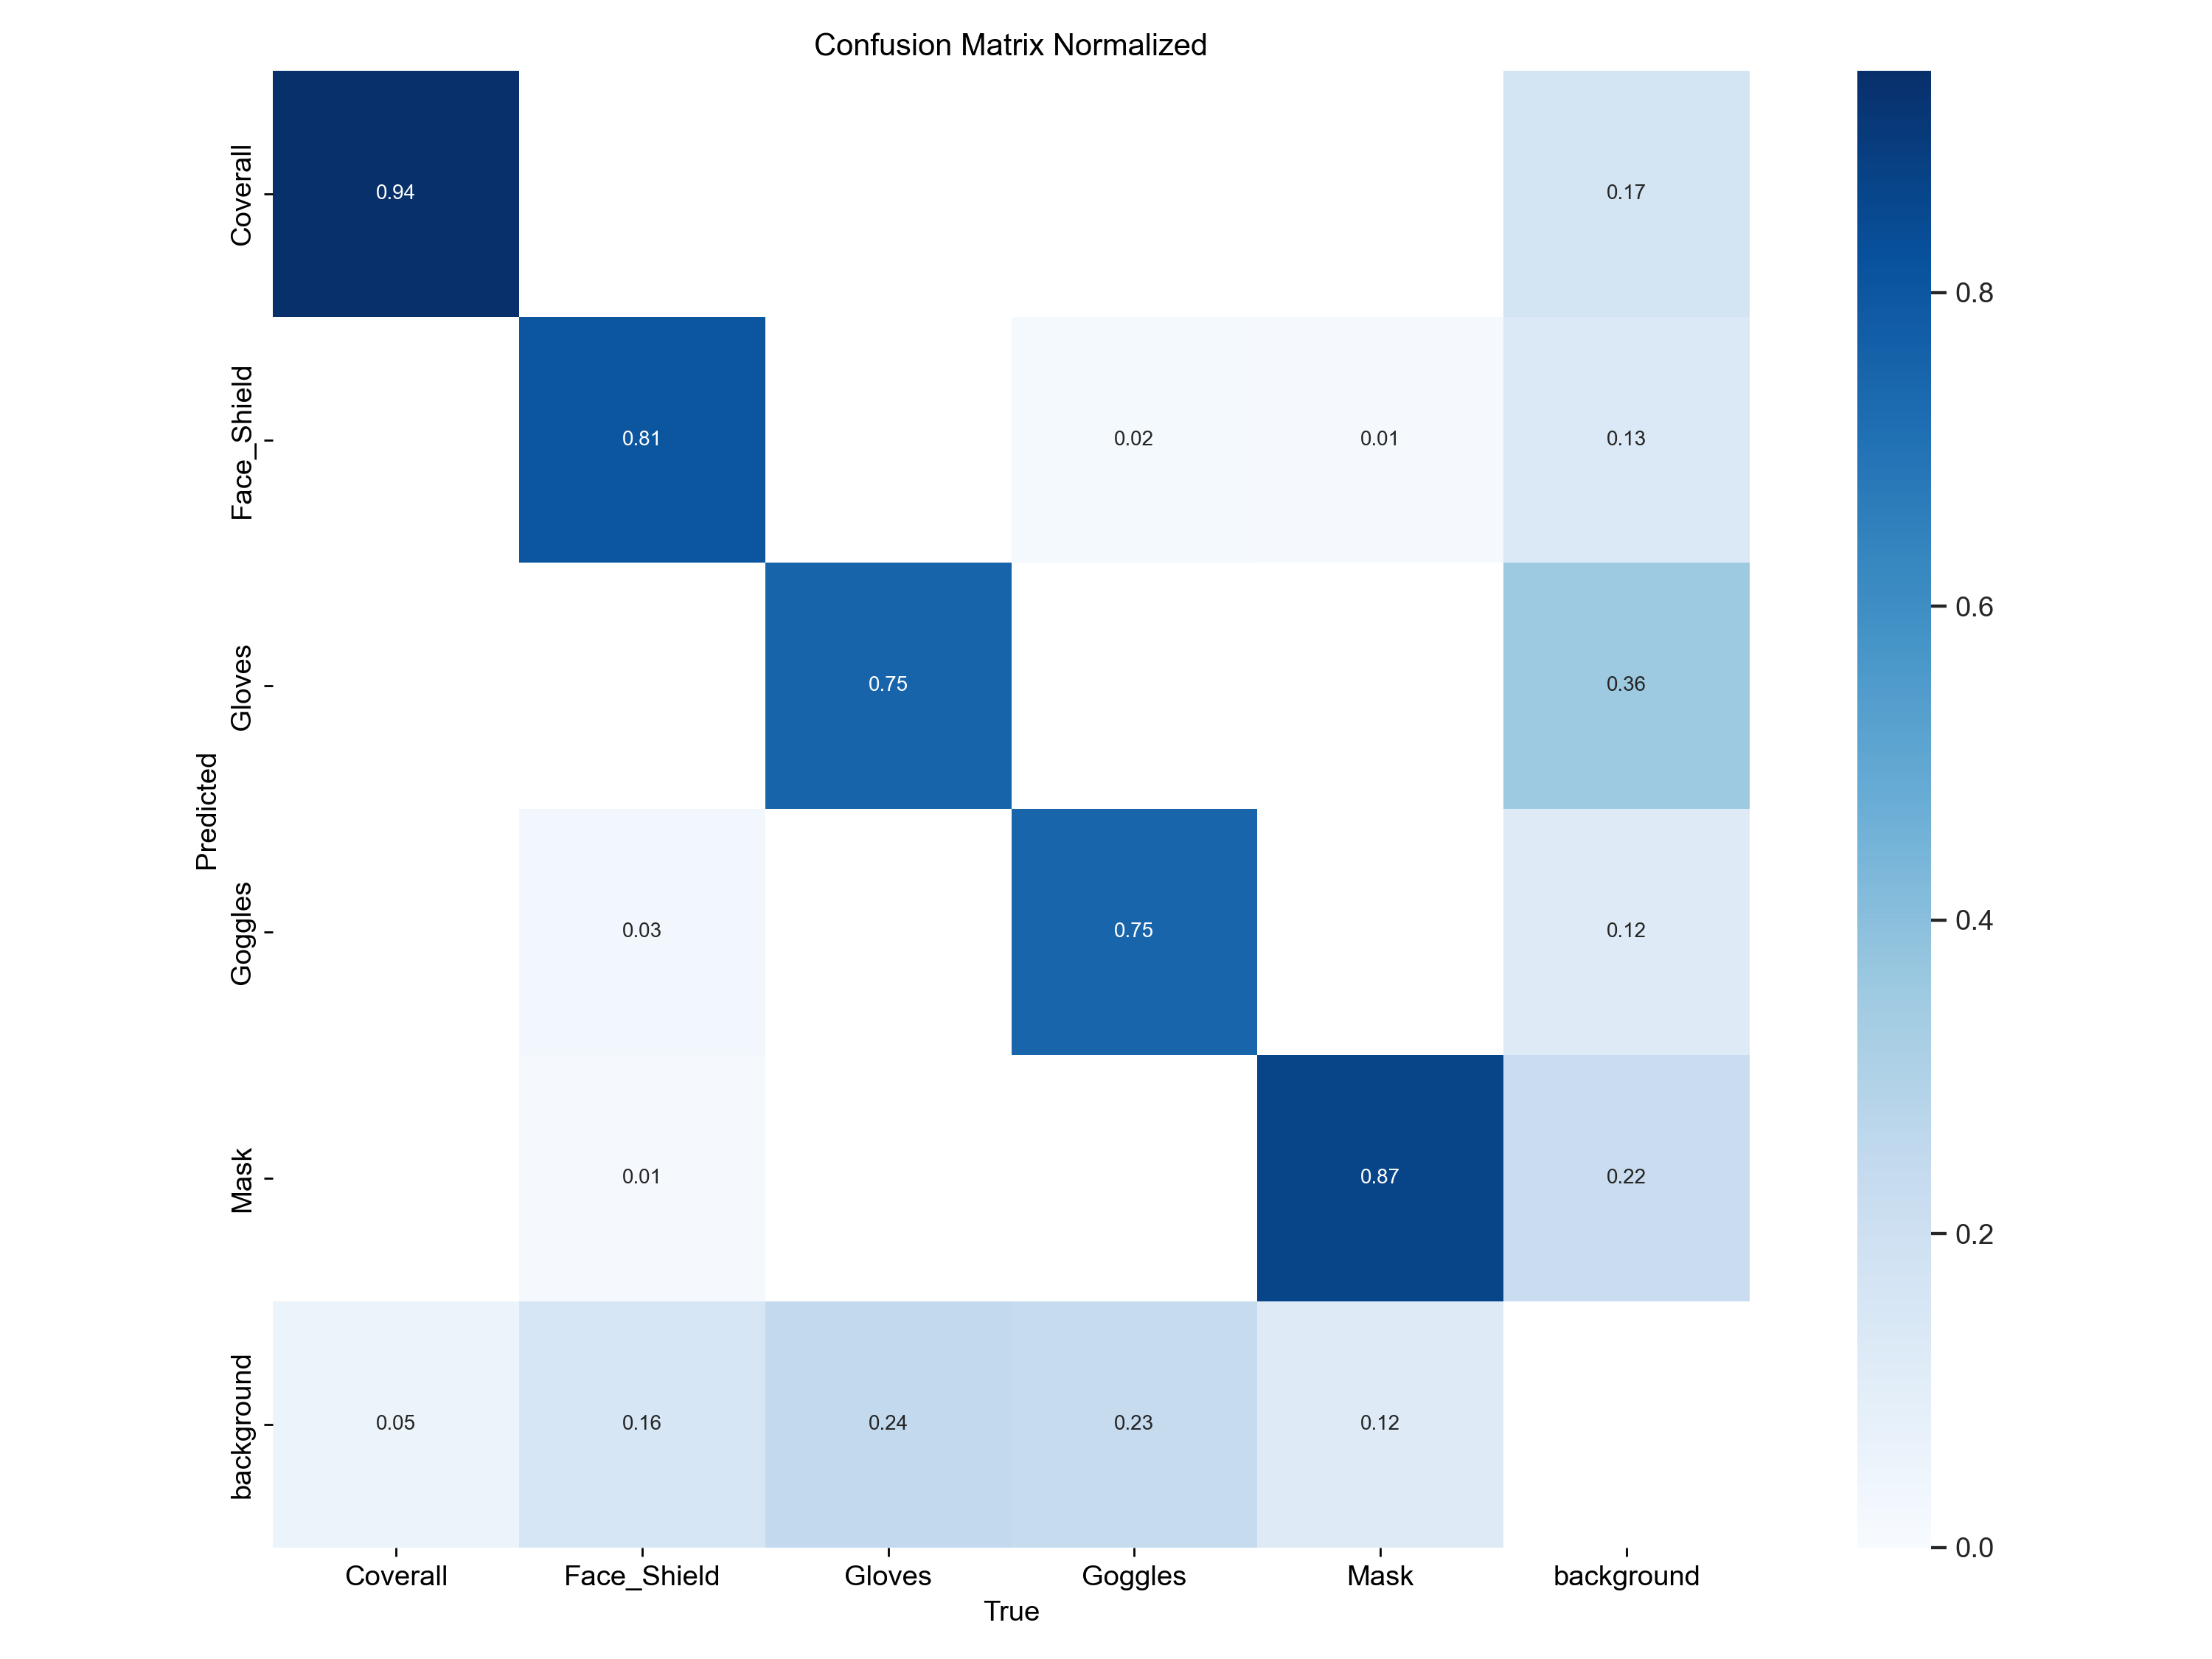 Confusion Matrix Normalized
Predicted
Coverall
0.94
0.17
Face_Shield
0.81
0.02
0.01
0.13
Gloves
0.75
0.36
Goggles
0.03
0.75
0.12
Mask
0.01
0.87
0.22
background
0.05
0.16
0.24
0.23
0.12
Coverall
Face_Shield
Gloves
Goggles
Mask
background
True
0.8
0.6
0.4
0.2
0.0